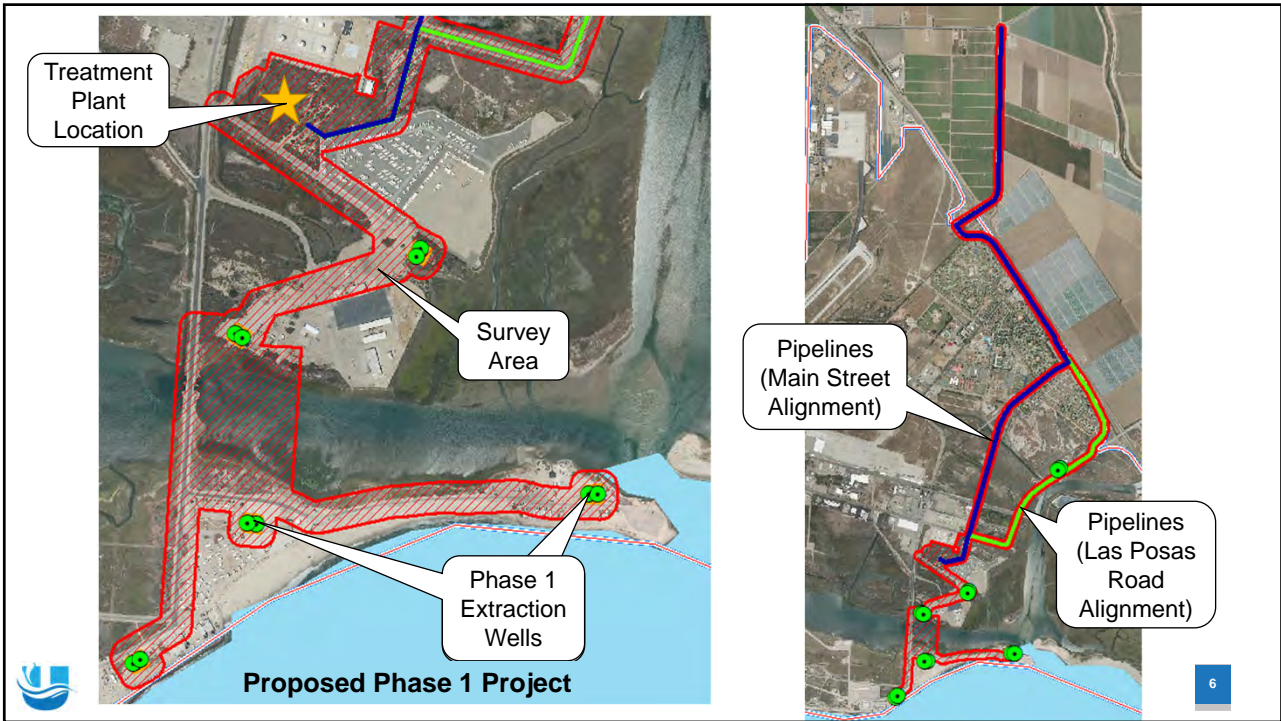 Treatment
Plant
Location
Survey
Area
Phase 1
Extraction
Wells
Proposed Phase 1 Project
Pipelines
(Main Street
Alignment)
Pipelines
(Las Posas
Road
Alignment)
6